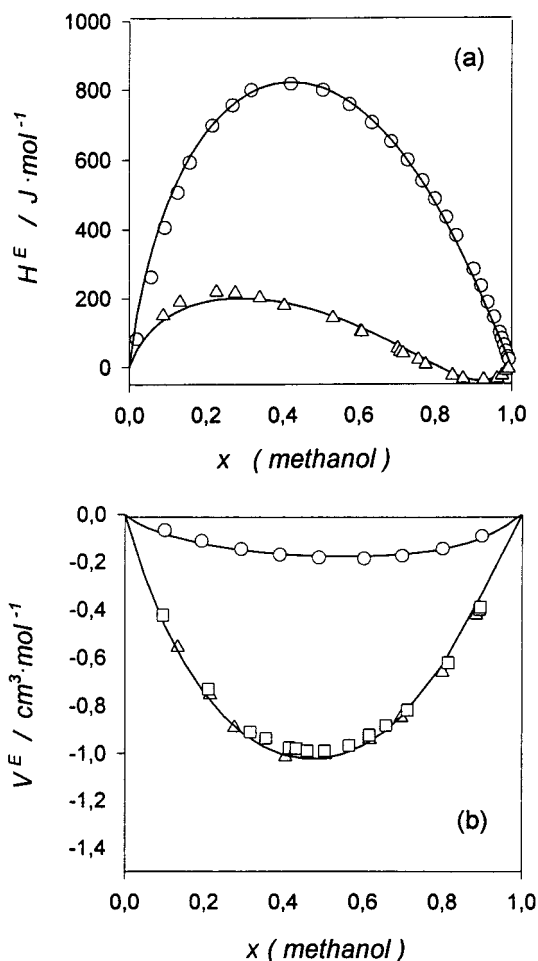 (a)
1000
800
600
400
200
0
H^E / J·mol^-1
0,0 0,2 0,4 0,6 0,8 1,0
x ( methanol )
0,0
-0,2
-0,4
-0,6
-0,8
-1,0
-1,2
-1,4
V^E / cm^3·mol^-1
(b)
0,0 0,2 0,4 0,6 0,8 1,0
x ( methanol )